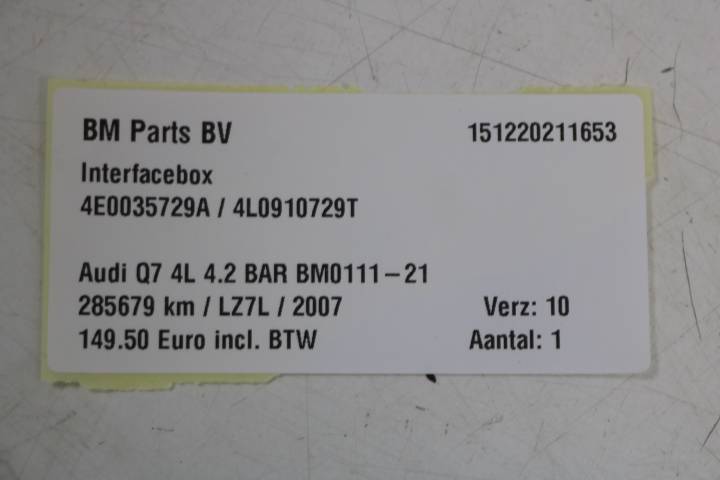 BM Parts BV 151220211653
Interfacebox
4E0035729A / 4L0910729T
Audi Q7 4L 4.2 BAR BM0111-21
285679 km / LZ7L / 2007 Verz: 10
149.50 Euro incl. BTW Aantal: 1